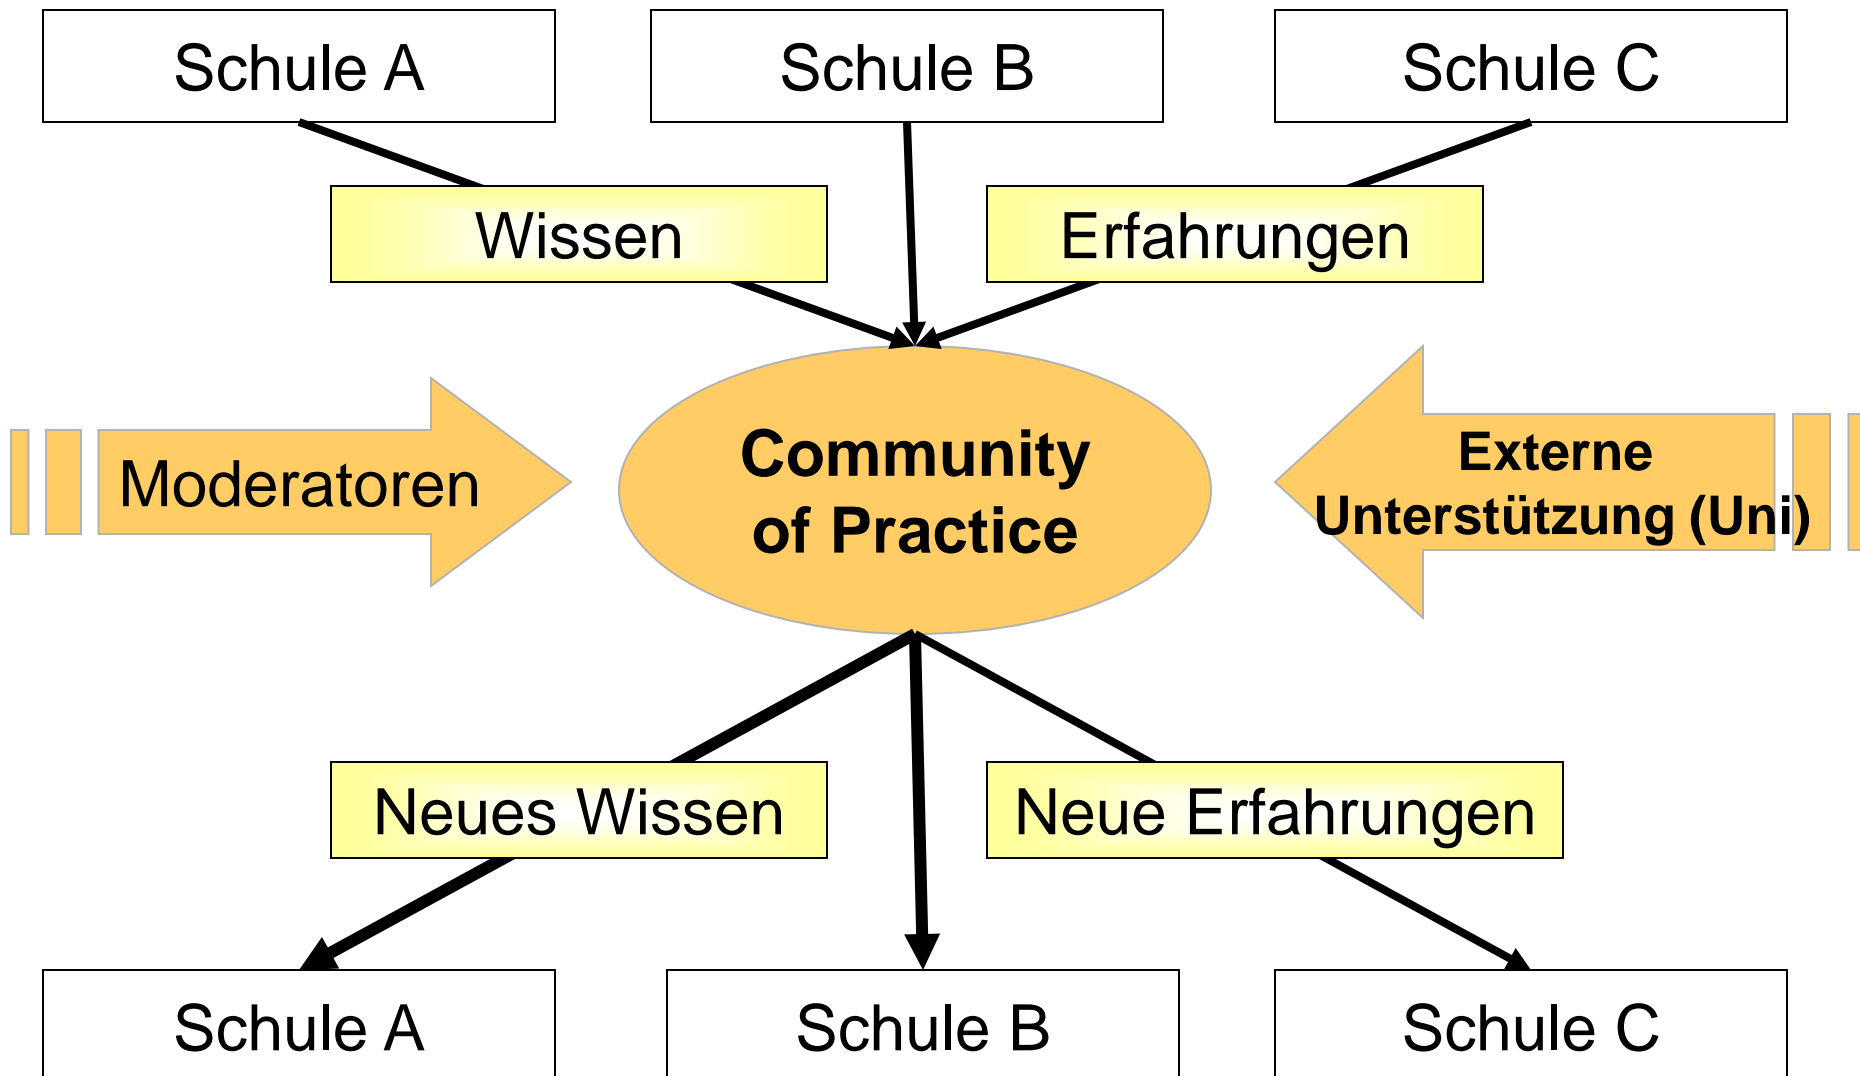 Schule A
Schule B
Schule C
Wissen
Erfahrungen
Moderatoren
Community
of Practice
Externe
Unterstützung (Uni)
Neues Wissen
Neue Erfahrungen
Schule A
Schule B
Schule C